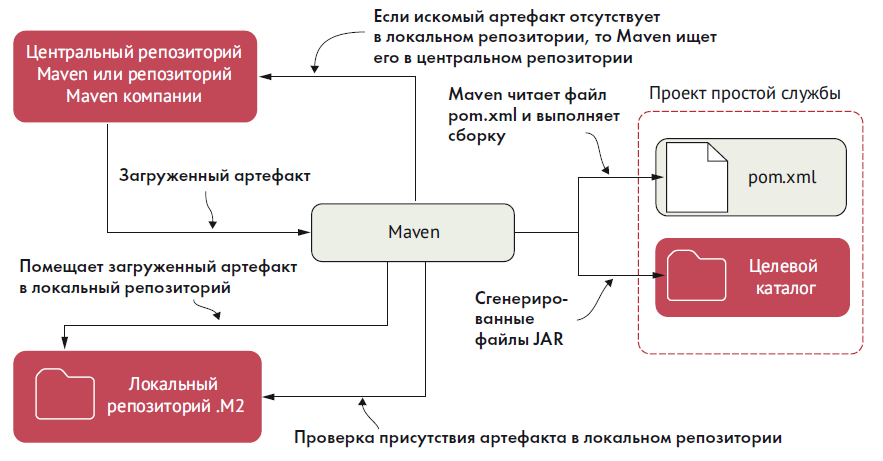 Если искомый артефакт отсутствует
в локальном репозитории, то Maven ищет
его в центральном репозитории
Центральный репозиторий
Maven или репозиторий
Maven компании
Maven читает файл
pom.xml и выполняет
сборку
Проект простой службы
Загруженный артефакт
pom.xml
Maven
Помещает загруженный артефакт
в локальный репозиторий
Целевой
каталог
Сгенериро-
ванные
файлы JAR
Локальный
репозиторий .M2
Проверка присутствия артефакта в локальном репозитории